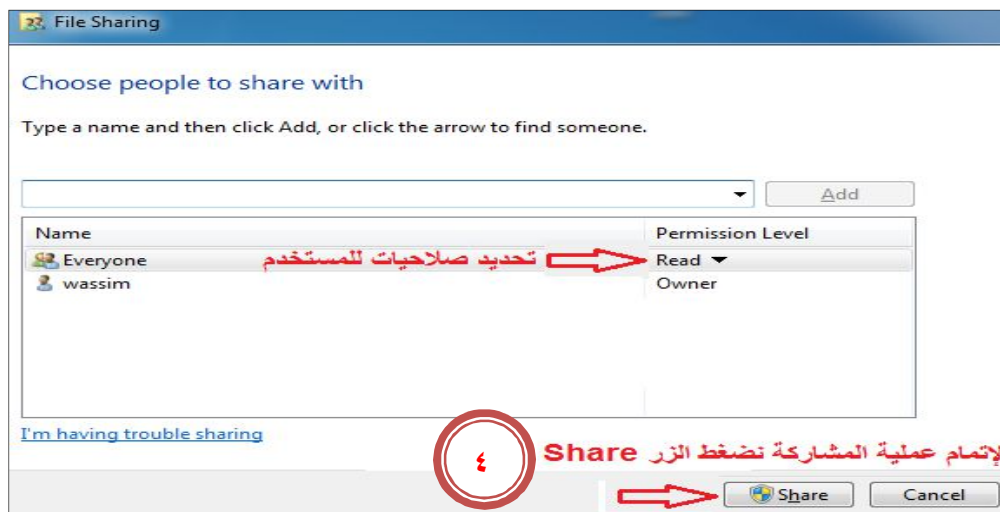 File Sharing
Choose people to share with
Type a name and then click Add, or click the arrow to find someone.
Add
Name Permission Level
Everyone تحديد صلاحيات للمستخدم Read
wassim Owner
I'm having trouble sharing
٤
لإتمام عملية المشاركة نضغط الزر Share
Share Cancel